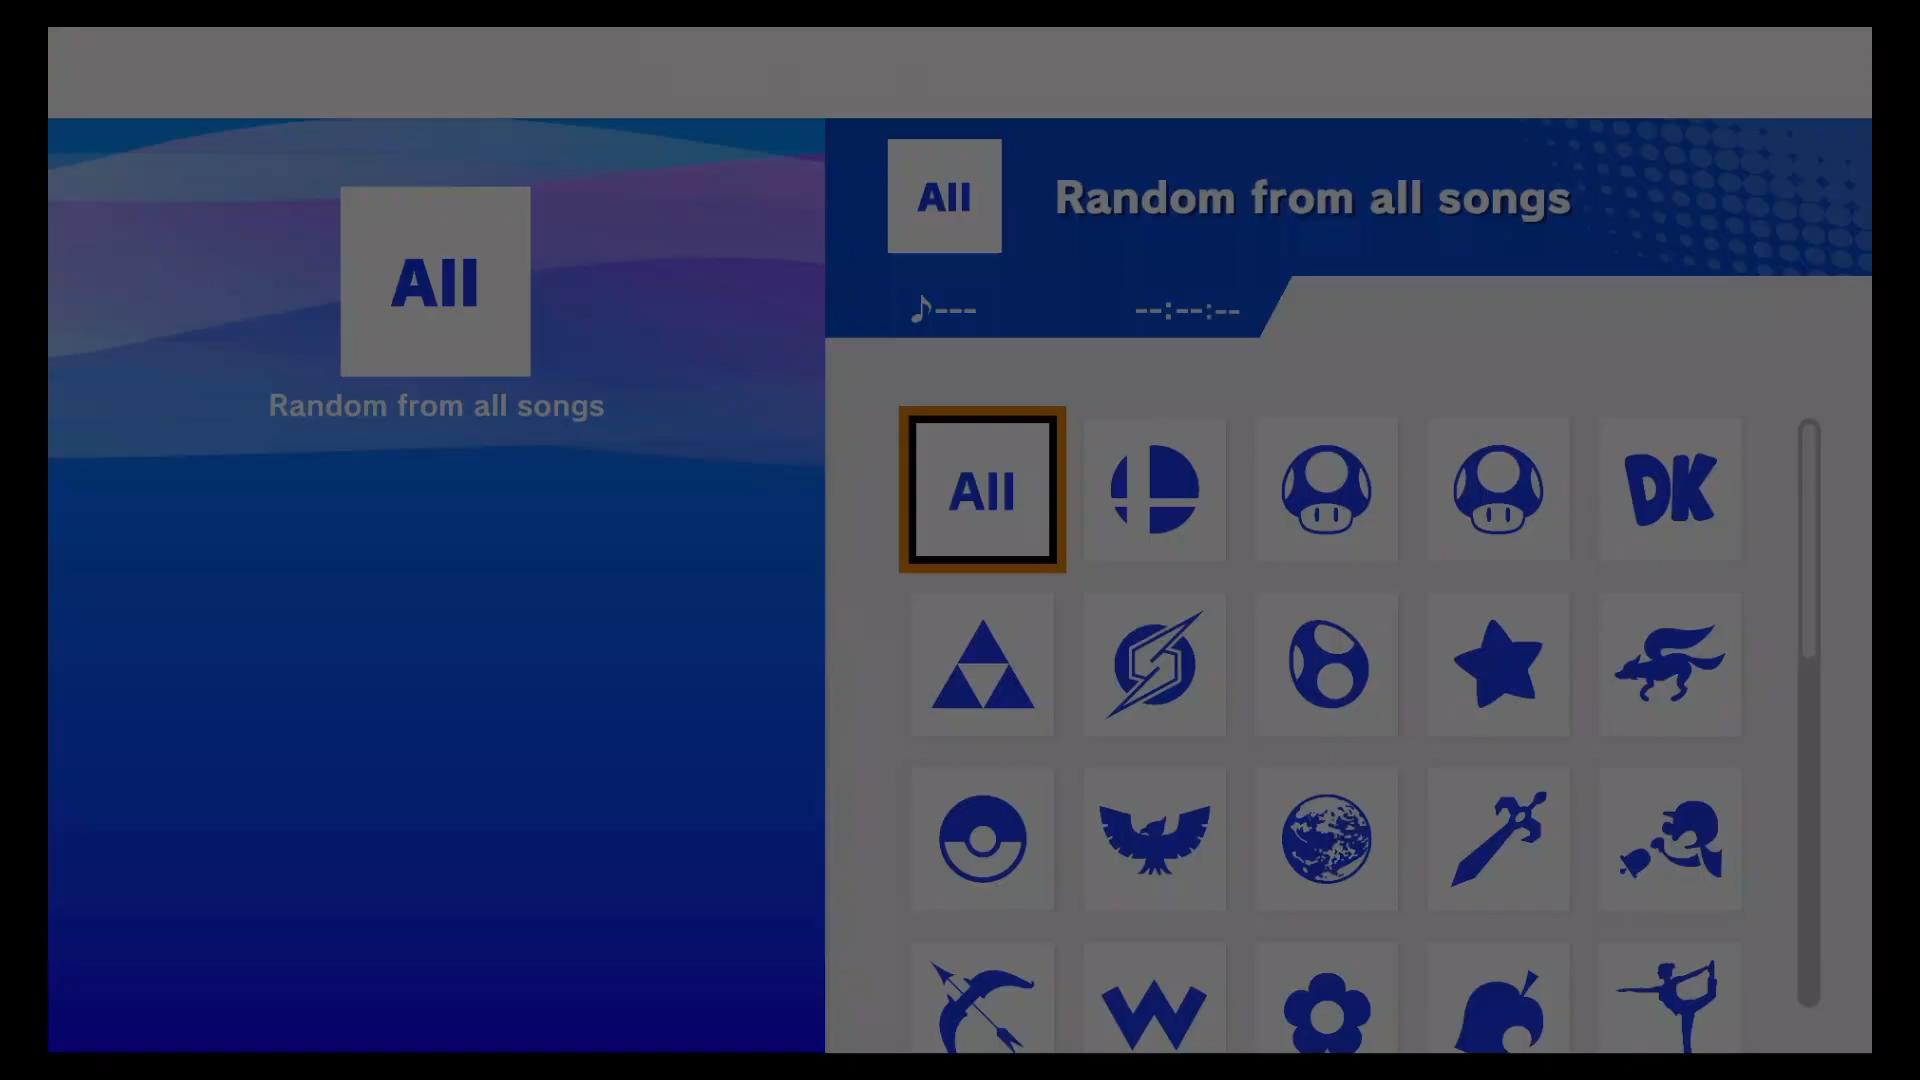 All
Random from all songs
All
Random from all songs
♪--- --:--:--
All
DK
W